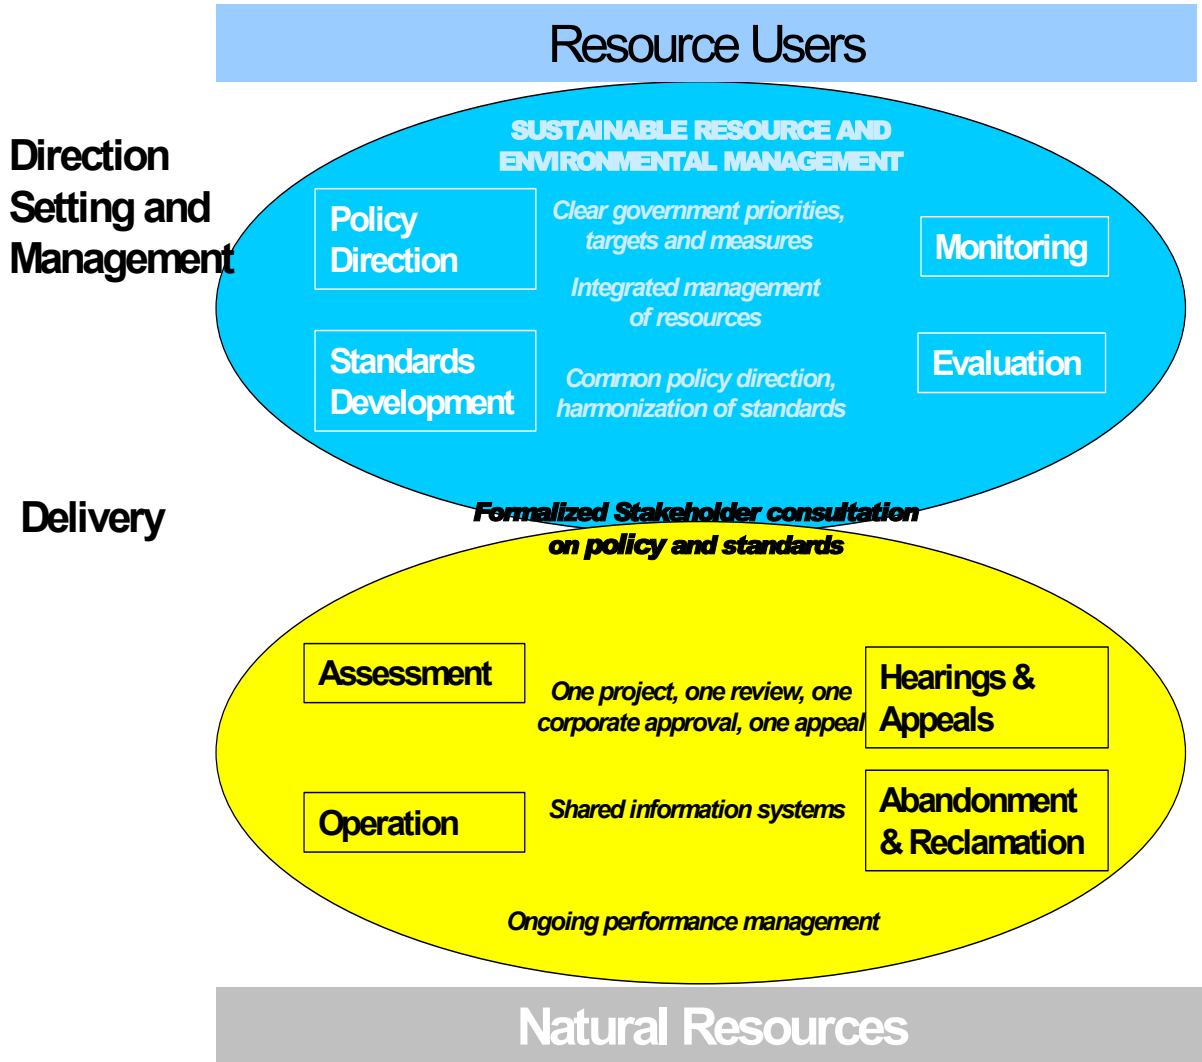 Resource Users
Direction
Setting and
Management
SUSTAINABLE RESOURCE AND
ENVIRONMENTAL MANAGEMENT
Policy
Direction
Clear government priorities,
targets and measures
Monitoring
Integrated management
of resources
Standards
Development
Common policy direction,
harmonization of standards
Evaluation
Delivery
Formalized Stakeholder consultation
on policy and standards
Assessment
One project, one review, one
corporate approval, one appeal
Hearings &
Appeals
Operation
Shared information systems
Abandonment
& Reclamation
Ongoing performance management
Natural Resources